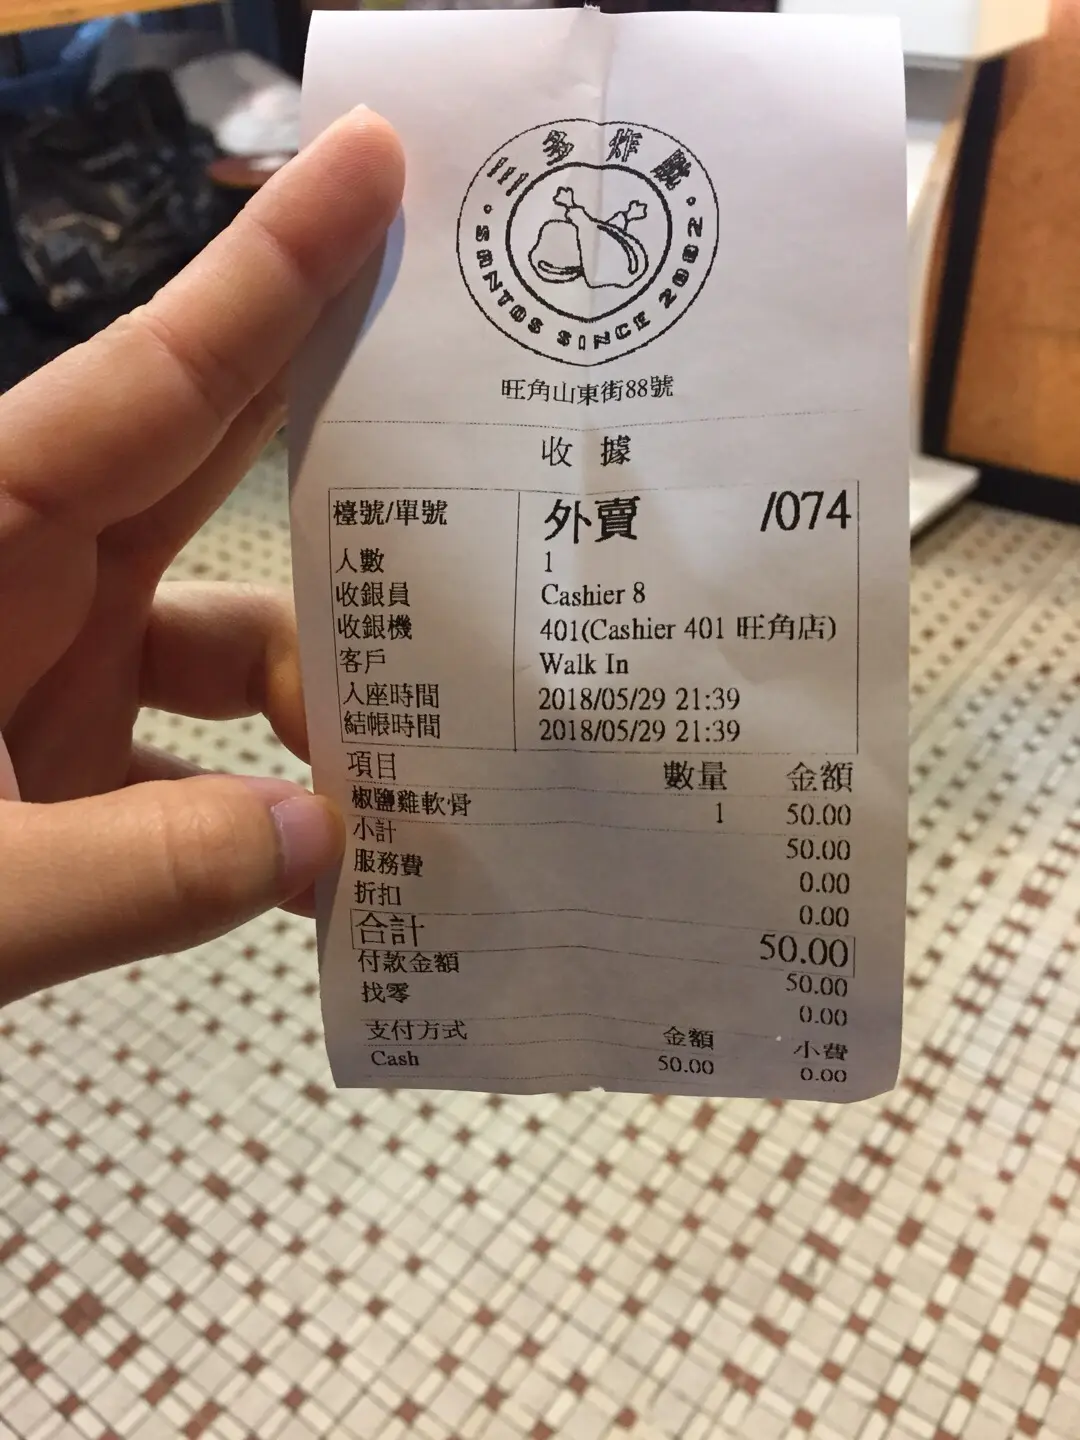 川多炸雞
SANTOS SINCE 2002
旺角山東街88號
收 據
檯號/單號 外賣 /074
人數 1
收銀員 Cashier 8
收銀機 401(Cashier 401 旺角店)
客戶 Walk In
入座時間 2018/05/29 21:39
結帳時間 2018/05/29 21:39
項目 數量 金額
椒鹽雞軟骨 1 50.00
小計 50.00
服務費 0.00
折扣 0.00
合計 50.00
付款金額 50.00
找零 0.00
支付方式 金額 小費
Cash 50.00 0.00